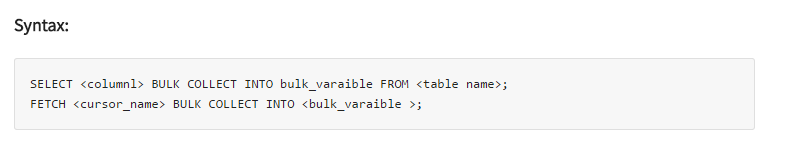 Syntax:
SELECT <columnl> BULK COLLECT INTO bulk_varaible FROM <table name>;
FETCH <cursor_name> BULK COLLECT INTO <bulk_varaible >;